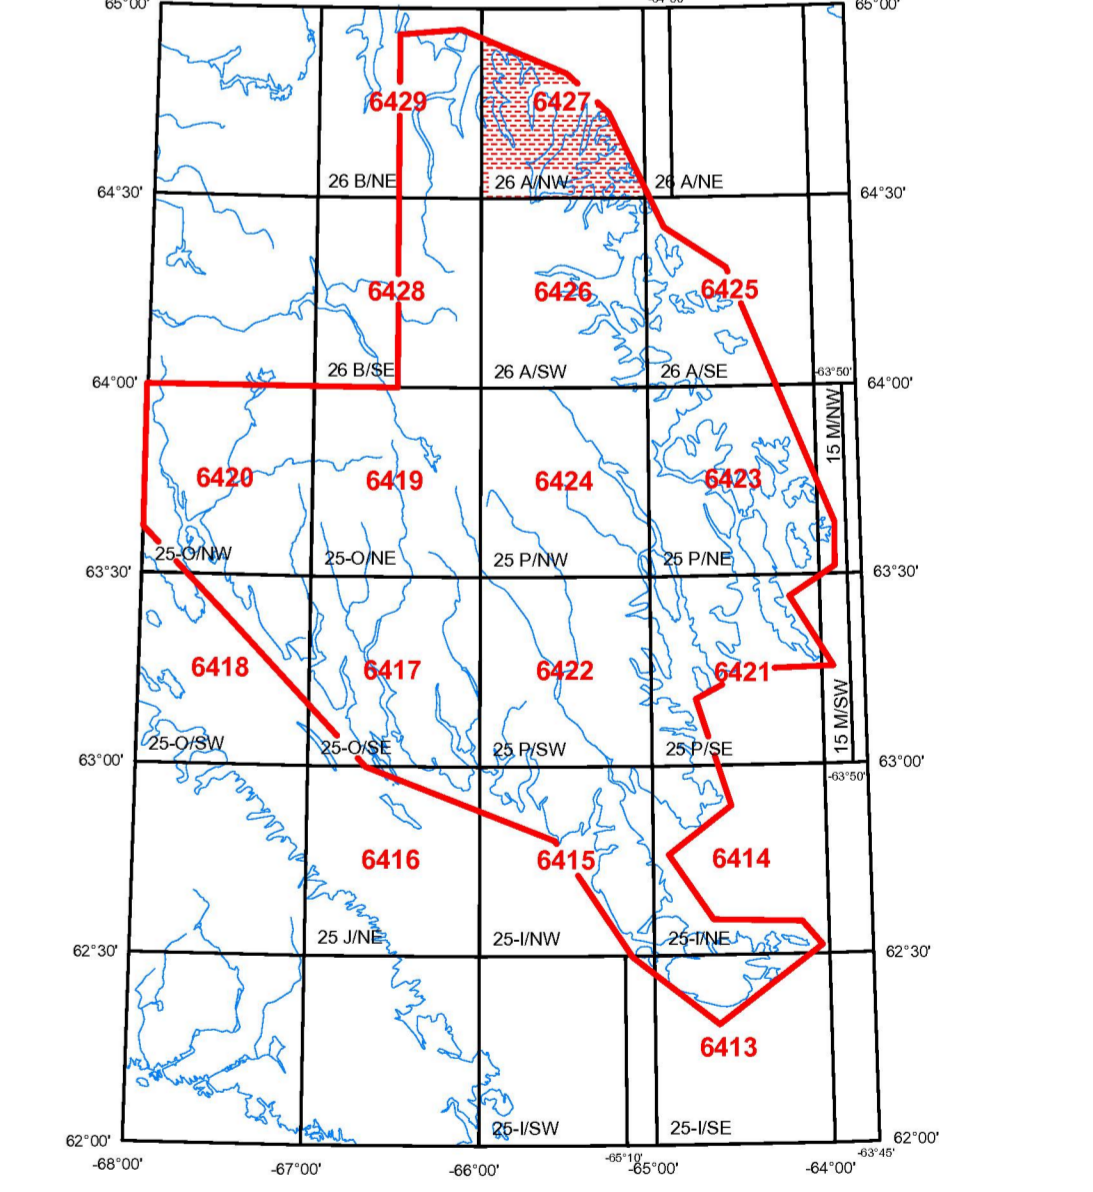 65°00'
65°00'
6429
6427
26 B/NE
26 A/NW
26 A/NE
64°30'
64°30'
6428
6426
6425
26 B/SE
26 A/SW
26 A/SE
-63°50'
64°00'
64°00'
15 M/NW
6420
6419
6424
6423
25-O/NW
25-O/NE
25 P/NW
25 P/NE
63°30'
63°30'
6418
6417
6422
6421
15 M/SW
25-O/SW
25-O/SE
25 P/SW
25 P/SE
63°00'
63°00'
-63°50'
6416
6415
6414
25 J/NE
25-I/NW
25-I/NE
62°30'
62°30'
6413
25-I/SW
25-I/SE
62°00'
62°00'
-68°00'
-67°00'
-66°00'
-65°10'
-65°00'
-64°00'
-63°45'